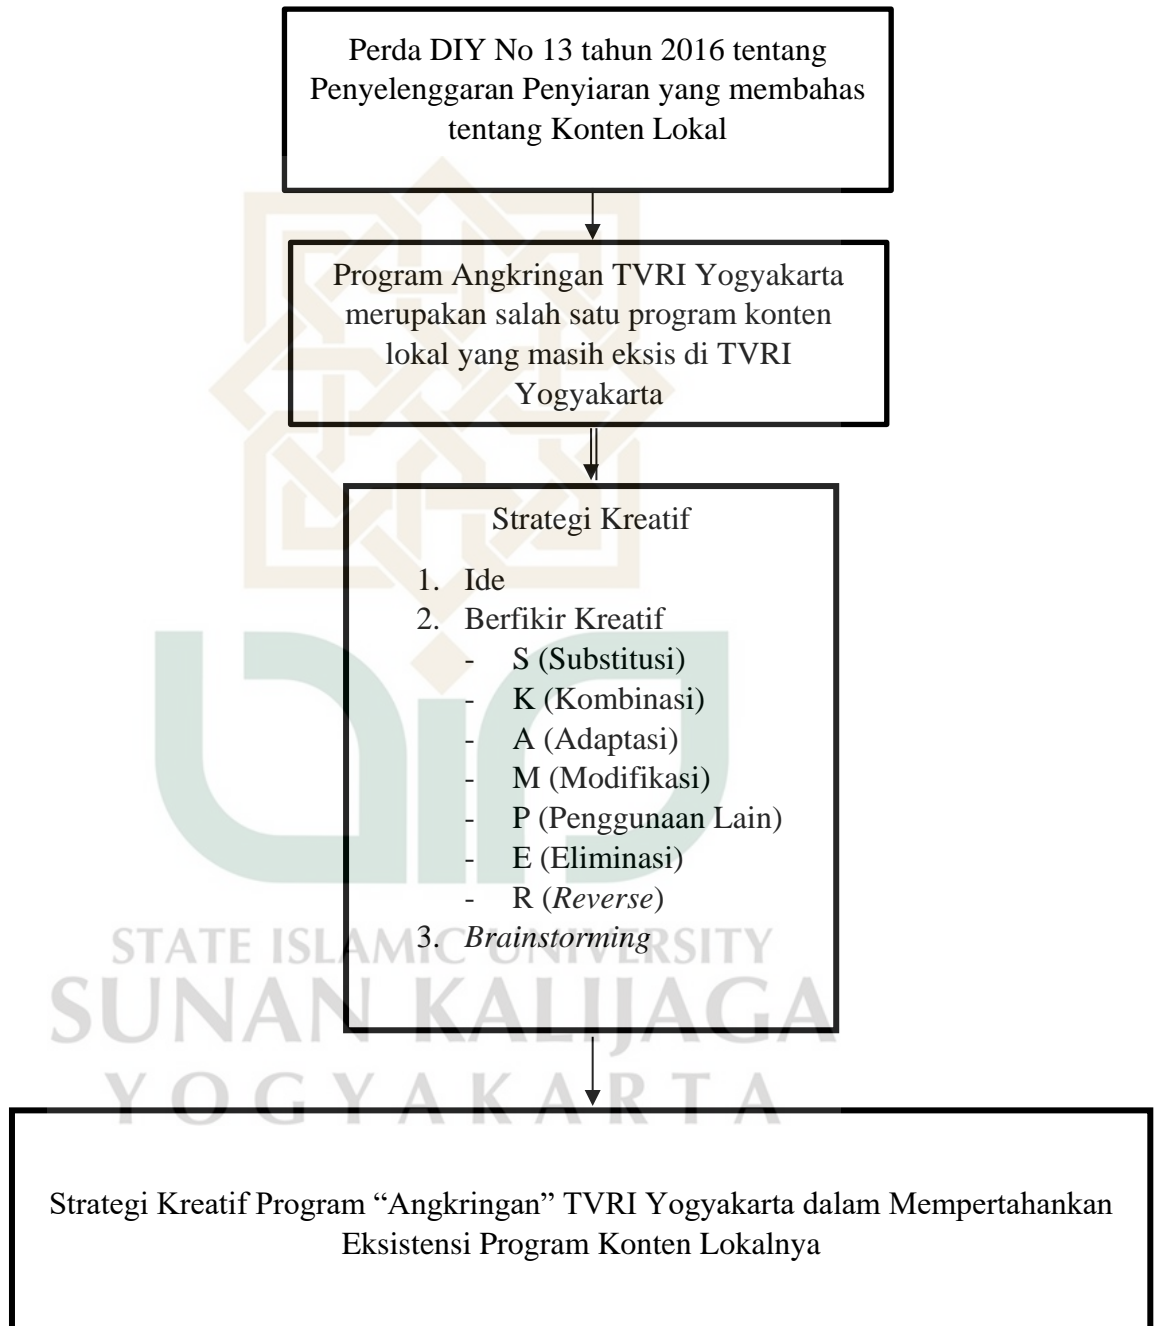 Perda DIY No 13 tahun 2016 tentang
Penyelenggaran Penyiaran yang membahas
tentang Konten Lokal
Program Angkringan TVRI Yogyakarta
merupakan salah satu program konten
lokal yang masih eksis di TVRI
Yogyakarta
Strategi Kreatif
1. Ide
2. Berfikir Kreatif
- S (Substitusi)
- K (Kombinasi)
- A (Adaptasi)
- M (Modifikasi)
- P (Penggunaan Lain)
- E (Eliminasi)
- R (Reverse)
3. Brainstorming
STATE ISLAMIC UNIVERSITY
SUNAN KALIJAGA
YOGYAKARTA
Strategi Kreatif Program “Angkringan” TVRI Yogyakarta dalam Mempertahankan
Eksistensi Program Konten Lokalnya